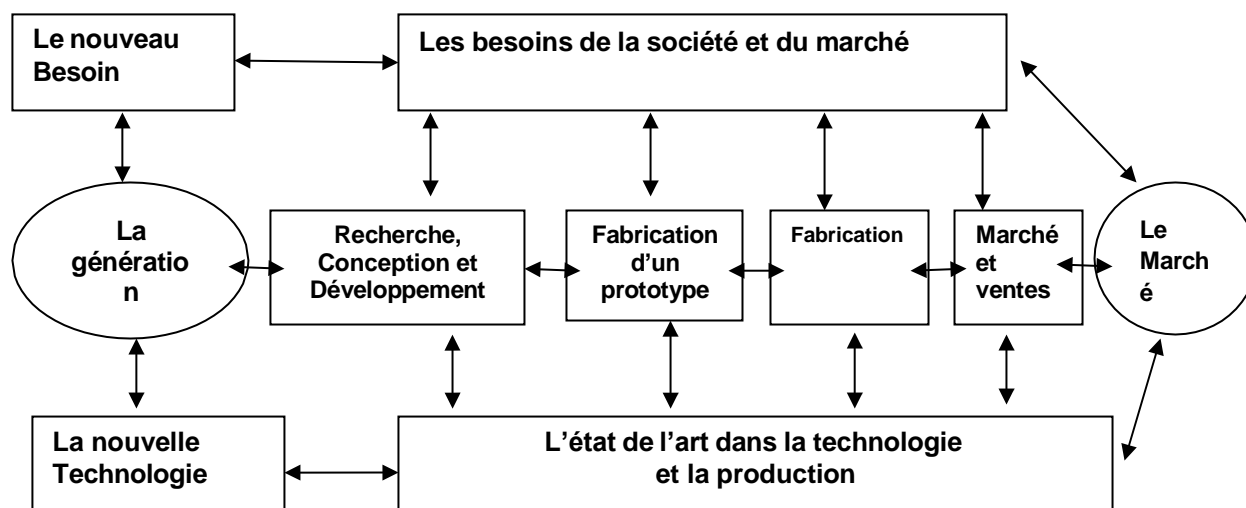 Le nouveau
Besoin
Les besoins de la société et du marché
La
génératio
n
Recherche,
Conception et
Développement
Fabrication
d’un
prototype
Fabrication
Marché
et
ventes
Le
March
é
La nouvelle
Technologie
L’état de l’art dans la technologie
et la production